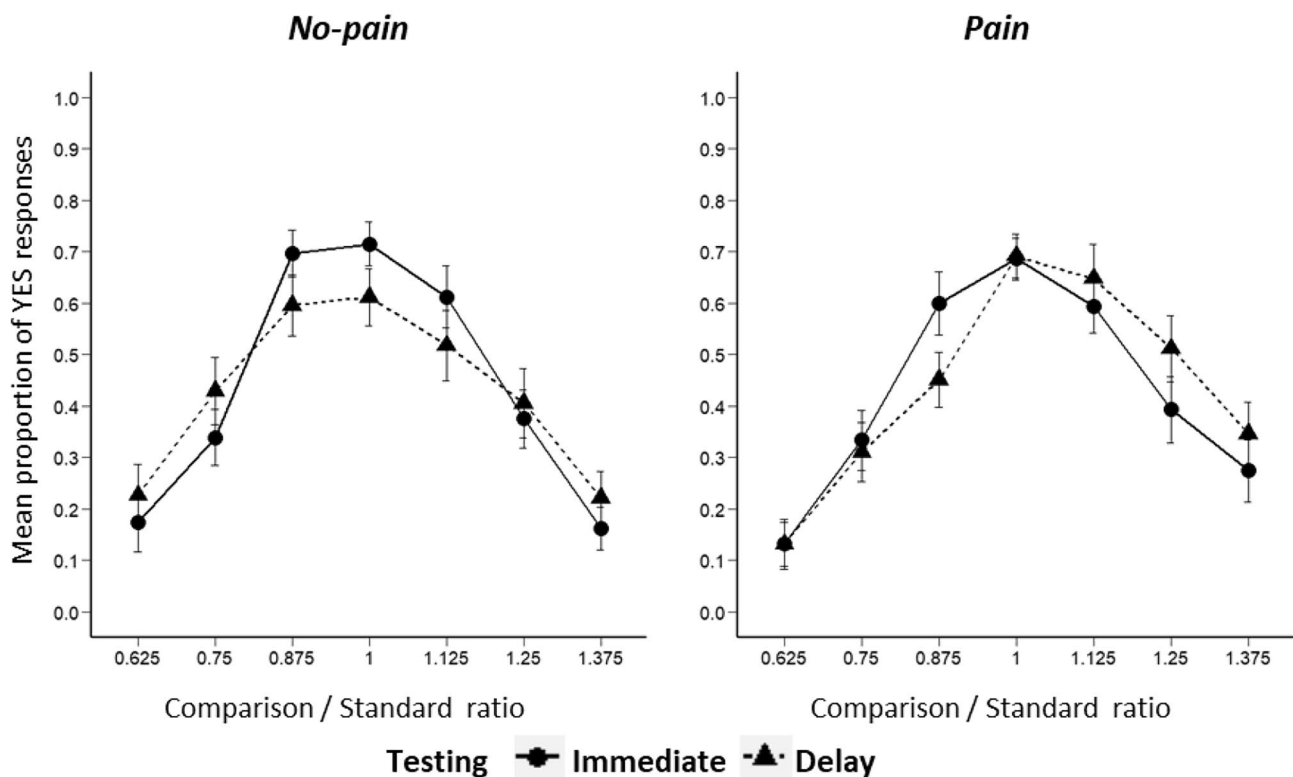 No-pain
Pain
Mean proportion of YES responses
1.0
0.9
0.8
0.7
0.6
0.5
0.4
0.3
0.2
0.1
0.0
0.625 0.75 0.875 1 1.125 1.25 1.375
Comparison / Standard ratio
1.0
0.9
0.8
0.7
0.6
0.5
0.4
0.3
0.2
0.1
0.0
0.625 0.75 0.875 1 1.125 1.25 1.375
Comparison / Standard ratio
Testing Immediate Delay